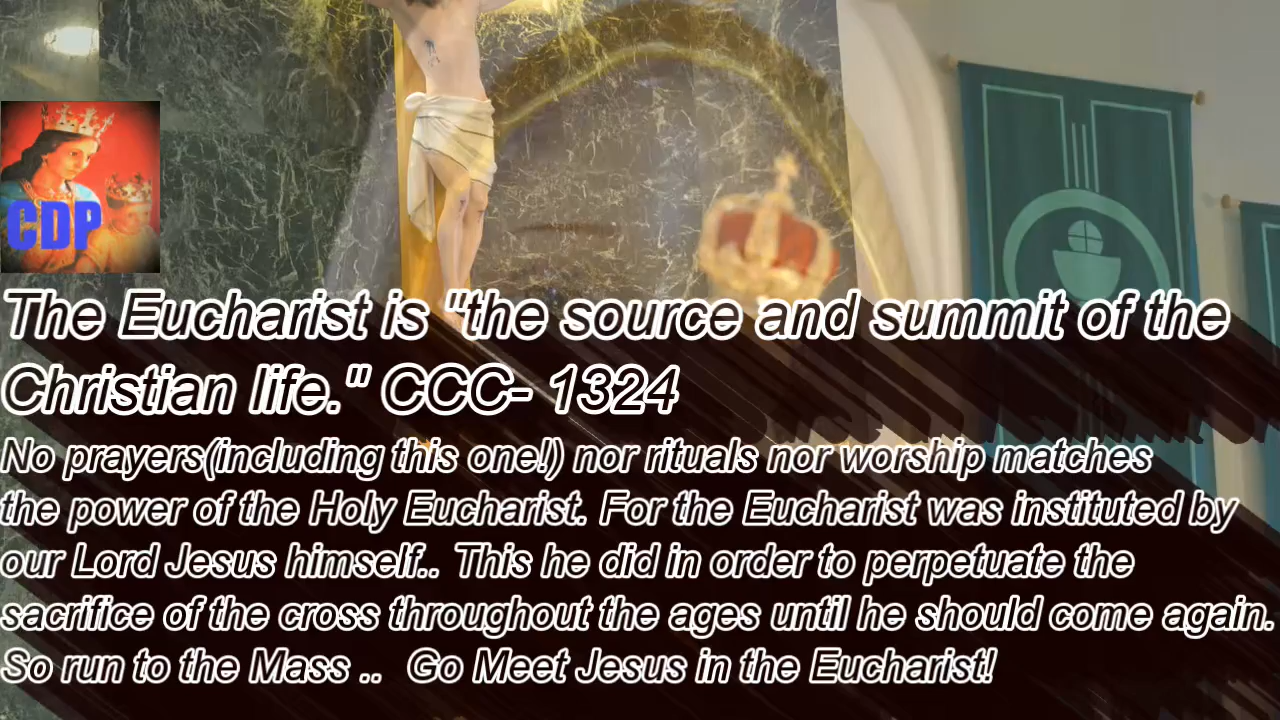 CDP
The Eucharist is "the source and summit of the
Christian life." CCC- 1324
No prayers(including this one!) nor rituals nor worship matches
the power of the Holy Eucharist. For the Eucharist was instituted by
our Lord Jesus himself.. This he did in order to perpetuate the
sacrifice of the cross throughout the ages until he should come again.
So run to the Mass .. Go Meet Jesus in the Eucharist!